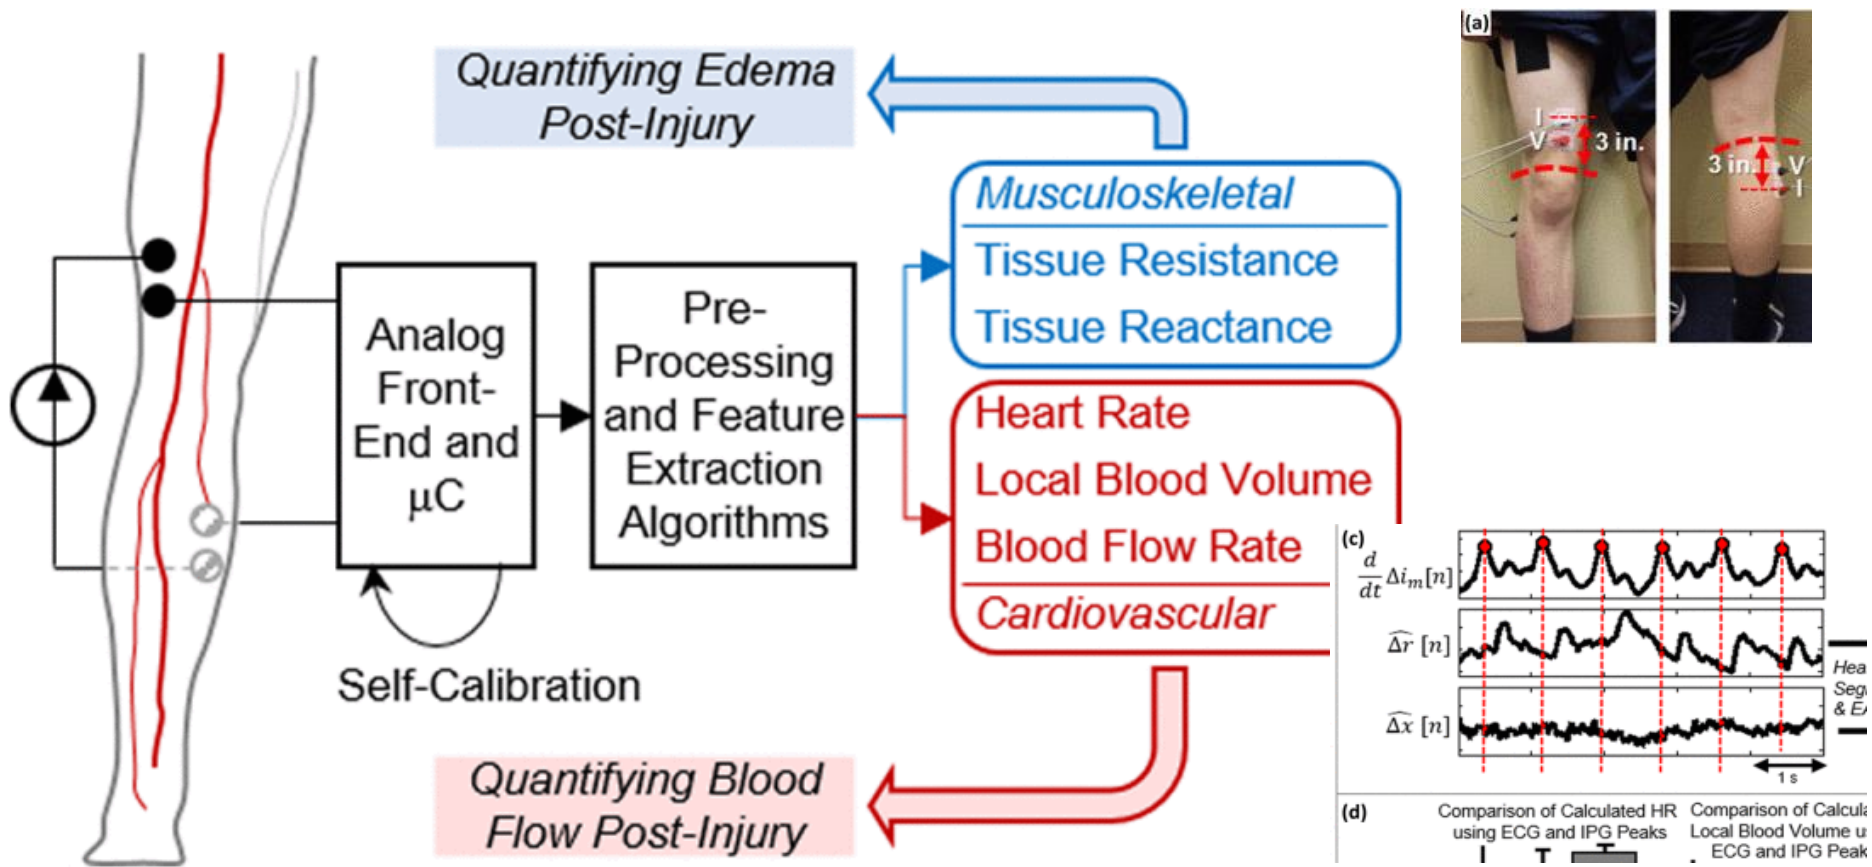 Quantifying Edema
Post-Injury
Musculoskeletal
Tissue Resistance
Tissue Reactance
Analog
Front-
End and
μC
Pre-
Processing
and Feature
Extraction
Algorithms
Heart Rate
Local Blood Volume
Blood Flow Rate
Cardiovascular
Self-Calibration
Quantifying Blood
Flow Post-Injury
(a)
I
V
3 in.
3 in.
V
I
(c)
d/dt Δi_m[n]
Δr̂ [n]
Δx̂ [n]
1 s
& 
(d)
Comparison of Calculated HR
using ECG and IPG Peaks
Comparison of
Local Blood Volume
ECG and IPG